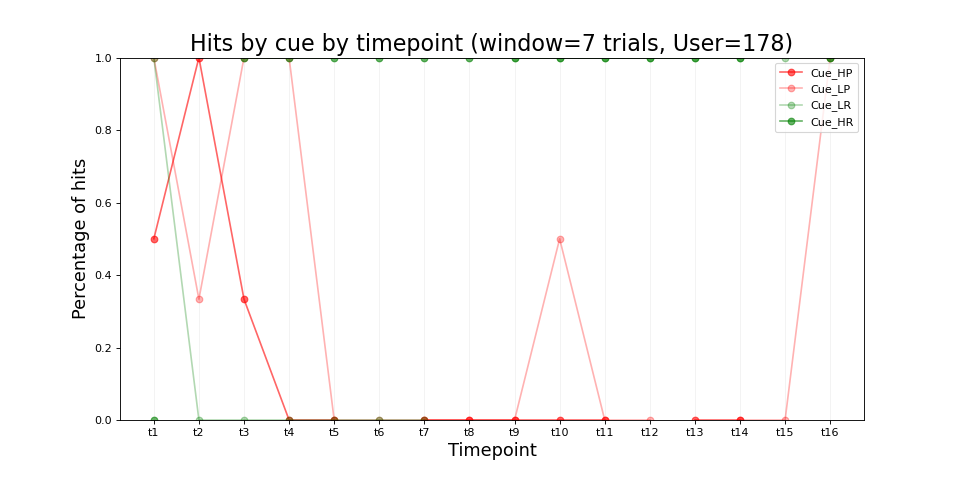 Hits by cue by timepoint (window=7 trials, User=178)
Percentage of hits
1.0
0.8
0.6
0.4
0.2
0.0
Cue_HP
Cue_LP
Cue_LR
Cue_HR
t1 t2 t3 t4 t5 t6 t7 t8 t9 t10 t11 t12 t13 t14 t15 t16
Timepoint